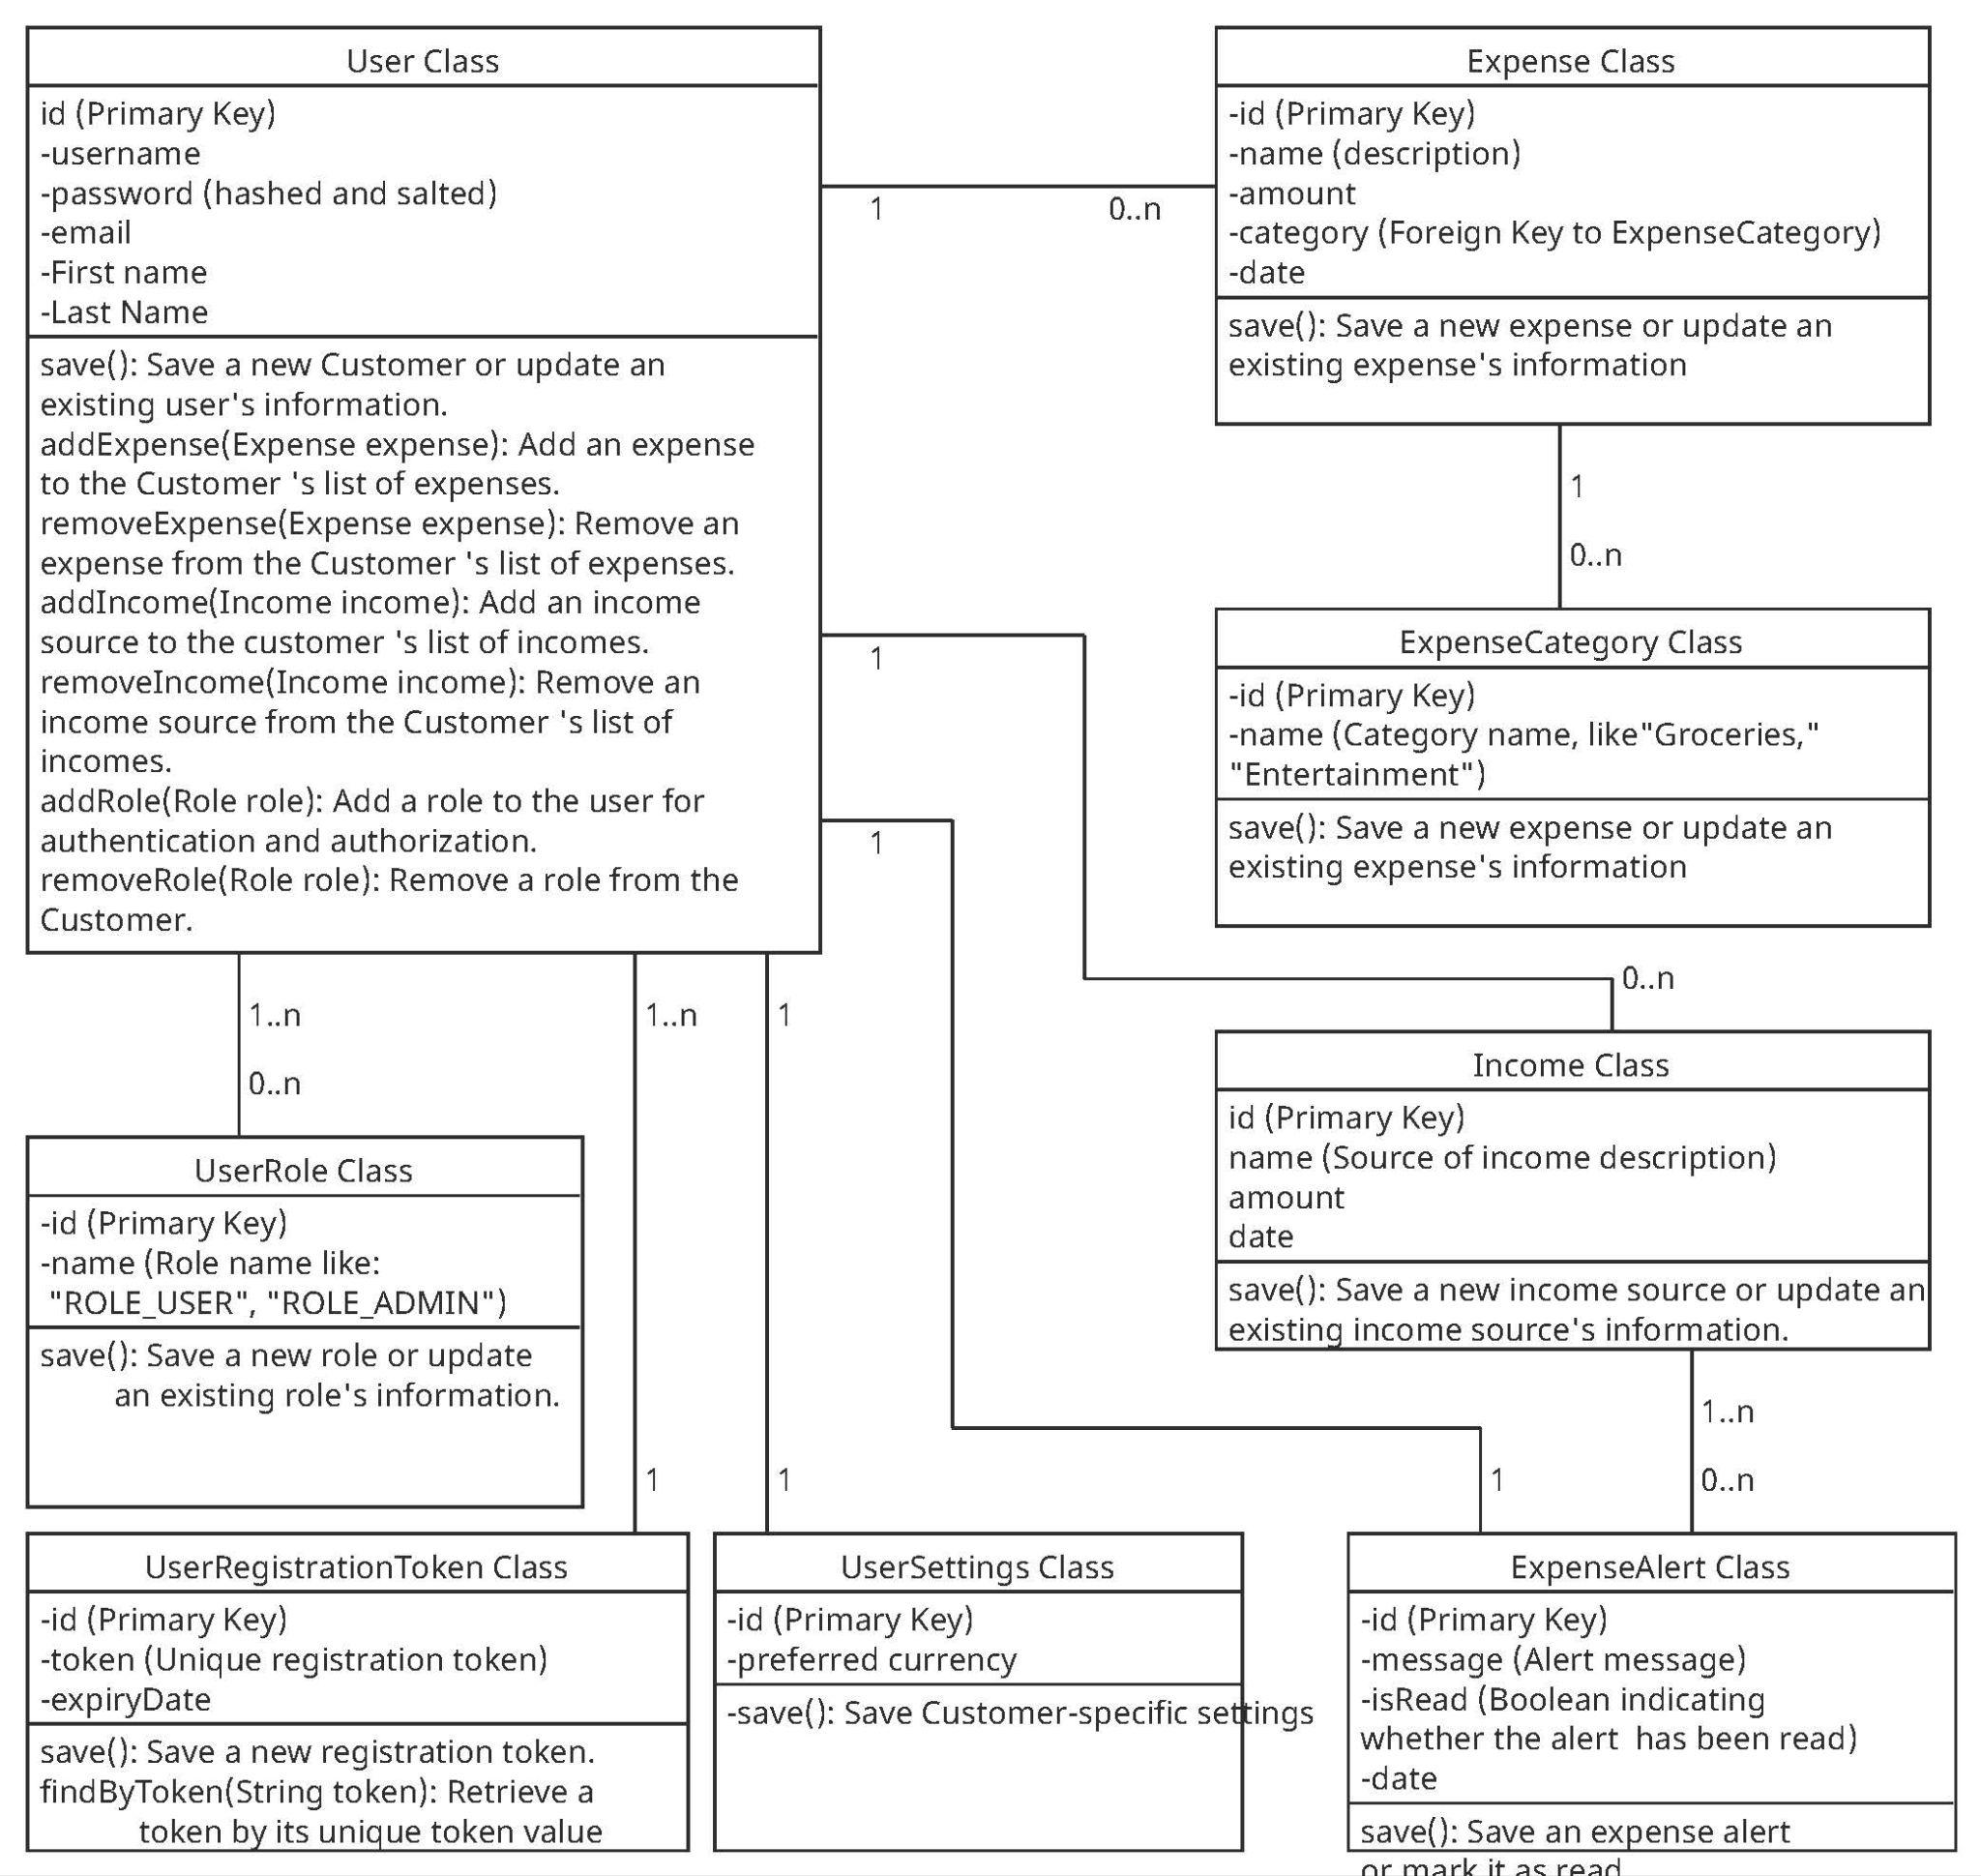 User Class
id (Primary Key)
-username
-password (hashed and salted)
-email
-First name
-Last Name
save(): Save a new Customer or update an
existing user's information.
addExpense(Expense expense): Add an expense
to the Customer 's list of expenses.
removeExpense(Expense expense): Remove an
expense from the Customer 's list of expenses.
addIncome(Income income): Add an income
source to the customer 's list of incomes.
removeIncome(Income income): Remove an
income source from the Customer 's list of
incomes.
addRole(Role role): Add a role to the user for
authentication and authorization.
removeRole(Role role): Remove a role from the
Customer.
1
0..n
Expense Class
-id (Primary Key)
-name (description)
-amount
-category (Foreign Key to ExpenseCategory)
-date
save(): Save a new expense or update an
existing expense's information
1
0..n
ExpenseCategory Class
-id (Primary Key)
-name (Category name, like"Groceries,"
"Entertainment")
save(): Save a new expense or update an
existing expense's information
1
0..n
1
Income Class
id (Primary Key)
name (Source of income description)
amount
date
save(): Save a new income source or update an
existing income source's information.
1..n
0..n
1..n
1
1..n
0..n
UserRole Class
-id (Primary Key)
-name (Role name like:
"ROLE_USER", "ROLE_ADMIN")
save(): Save a new role or update
an existing role's information.
1
1
1
UserRegistrationToken Class
-id (Primary Key)
-token (Unique registration token)
-expiryDate
save(): Save a new registration token.
findByToken(String token): Retrieve a
token by its unique token value
UserSettings Class
-id (Primary Key)
-preferred currency
-save(): Save Customer-specific settings
ExpenseAlert Class
-id (Primary Key)
-message (Alert message)
-isRead (Boolean indicating
whether the alert  has been read)
-date
save(): Save an expense alert
or mark it as read